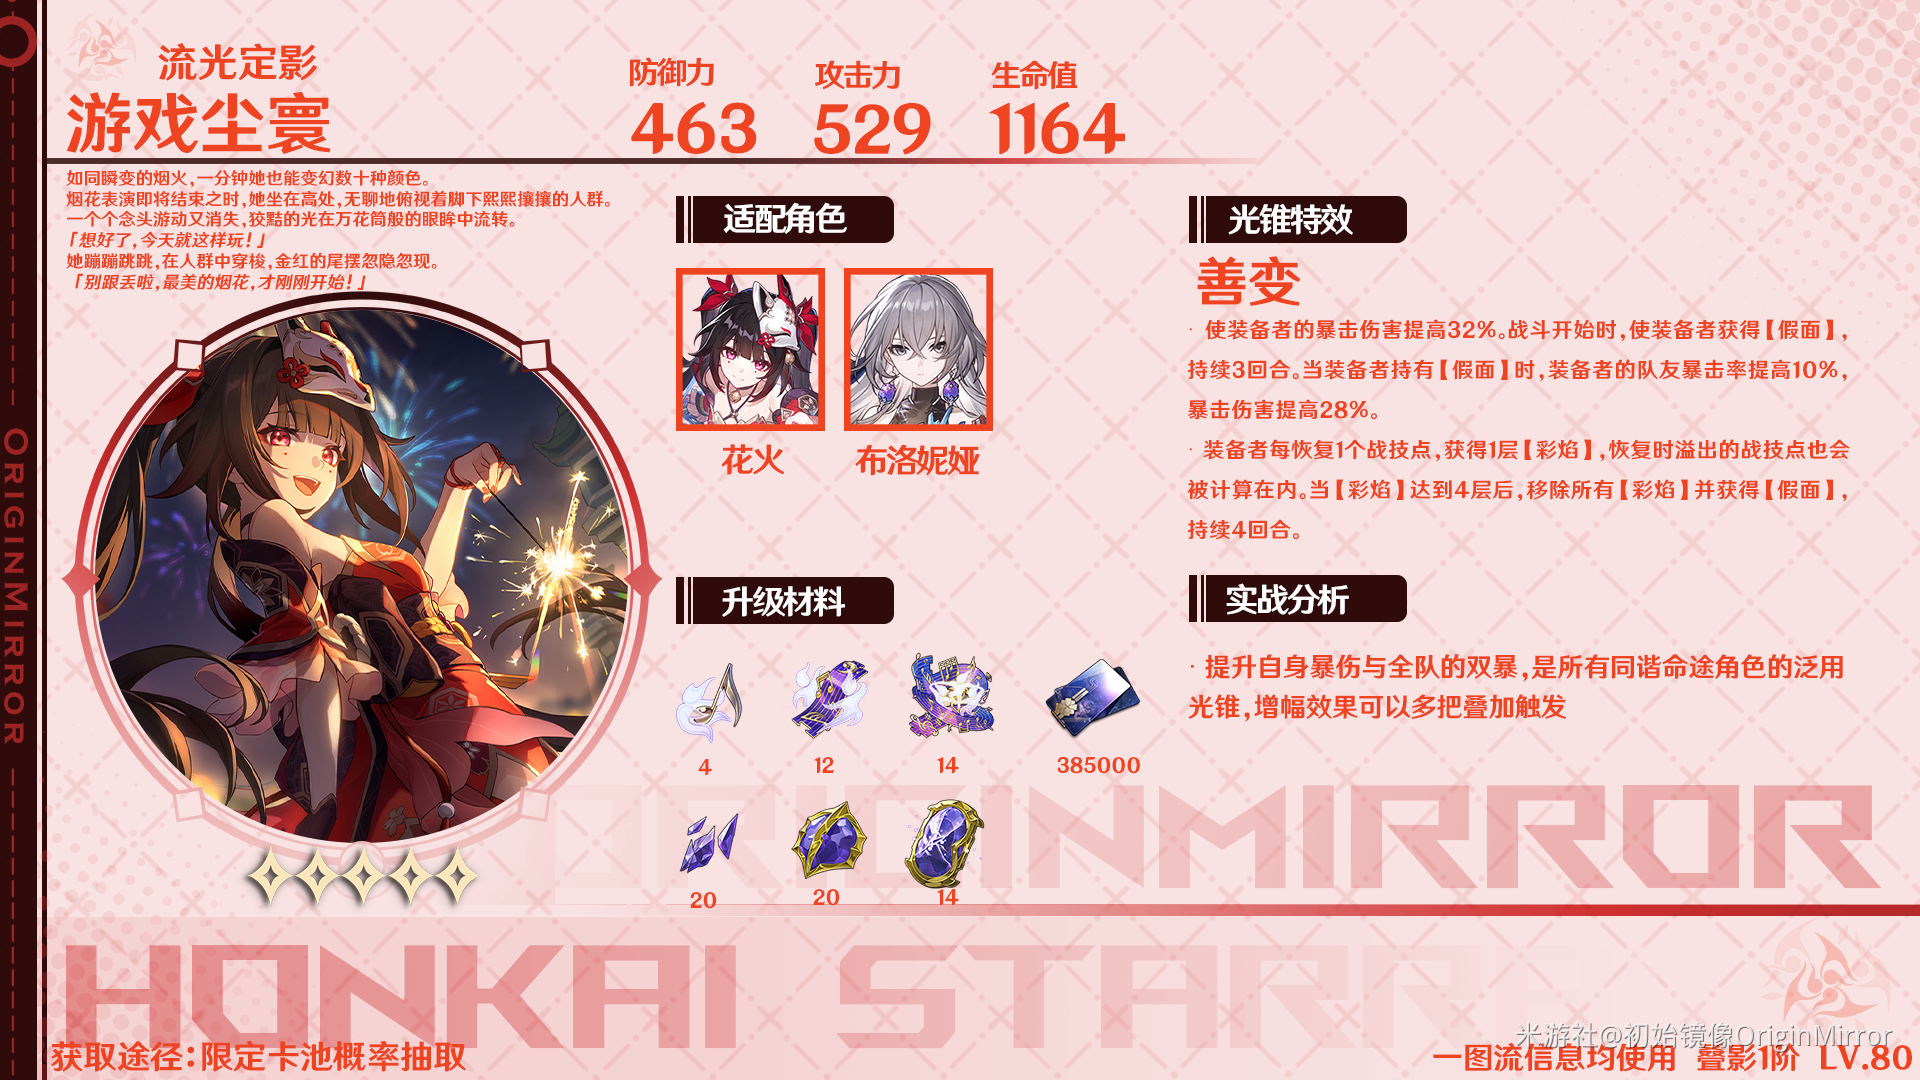 流光定影
游戏尘寰
防御力 攻击力 生命值
463 529 1164
如同瞬变的烟火,一分钟她也能变幻数十种颜色。
烟花表演即将结束之时,她坐在高处,无聊地俯视着脚下熙熙攘攘的人群。
一个个念头游动又消失,狡黠的光在万花筒般的眼眸中流转。
「想好了,今天就这样玩!」
她蹦蹦跳跳,在人群中穿梭,金红的尾摆忽隐忽现。
「别跟丢啦,最美的烟花,才刚刚开始!」
适配角色
花火 布洛妮娅
升级材料
4 12 14 385000
20 20 14
光锥特效
善变
· 使装备者的暴击伤害提高32%。战斗开始时,使装备者获得【假面】,
持续3回合。当装备者持有【假面】时,装备者的队友暴击率提高10%,
暴击伤害提高28%。
· 装备者每恢复1个战技点,获得1层【彩焰】,恢复时溢出的战技点也会
被计算在内。当【彩焰】达到4层后,移除所有【彩焰】并获得【假面】,
持续4回合。
实战分析
· 提升自身暴伤与全队的双暴,是所有同谐命途角色的泛用
光锥,增幅效果可以多把叠加触发
ORIGINMIRROR
ORIGINMIRROR
HONKAI STARR
米游社@初始镜像OriginMirror
获取途径:限定卡池概率抽取
一图流信息均使用 叠影1阶 LV.80